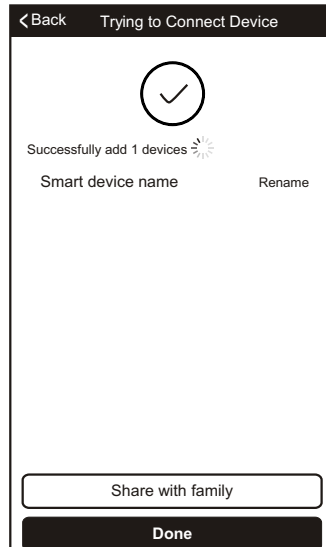 Back Trying to Connect Device
Successfully add 1 devices
Smart device name Rename
Share with family
Done